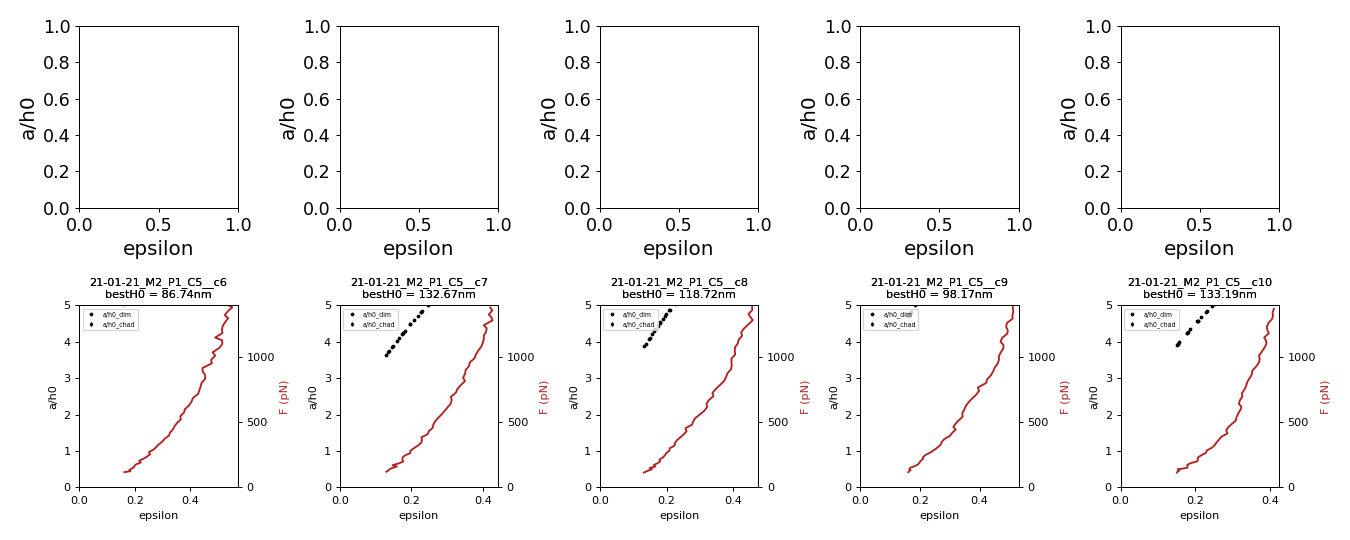 1.0
0.8
0.6
0.4
0.2
0.0
a/h0
0.0 0.5 1.0
epsilon
1.0
0.8
0.6
0.4
0.2
0.0
a/h0
0.0 0.5 1.0
epsilon
1.0
0.8
0.6
0.4
0.2
0.0
a/h0
0.0 0.5 1.0
epsilon
1.0
0.8
0.6
0.4
0.2
0.0
a/h0
0.0 0.5 1.0
epsilon
1.0
0.8
0.6
0.4
0.2
0.0
a/h0
0.0 0.5 1.0
epsilon
21-01-21_M2_P1_C5__c6
bestH0 = 86.74nm
a/h0_dim
a/h0_chad
5
4
3
2
1
0
a/h0
1000
500
0
F (pN)
0.0 0.2 0.4
epsilon
21-01-21_M2_P1_C5__c7
bestH0 = 132.67nm
a/h0_dim
a/h0_chad
5
4
3
2
1
0
a/h0
1000
500
0
F (pN)
0.0 0.2 0.4
epsilon
21-01-21_M2_P1_C5__c8
bestH0 = 118.72nm
a/h0_dim
a/h0_chad
5
4
3
2
1
0
a/h0
1000
500
0
F (pN)
0.0 0.2 0.4
epsilon
21-01-21_M2_P1_C5__c9
bestH0 = 98.17nm
a/h0_dim
a/h0_chad
5
4
3
2
1
0
a/h0
1000
500
0
F (pN)
0.0 0.2 0.4
epsilon
21-01-21_M2_P1_C5__c10
bestH0 = 133.19nm
a/h0_dim
a/h0_chad
5
4
3
2
1
0
a/h0
1000
500
0
F (pN)
0.0 0.2 0.4
epsilon